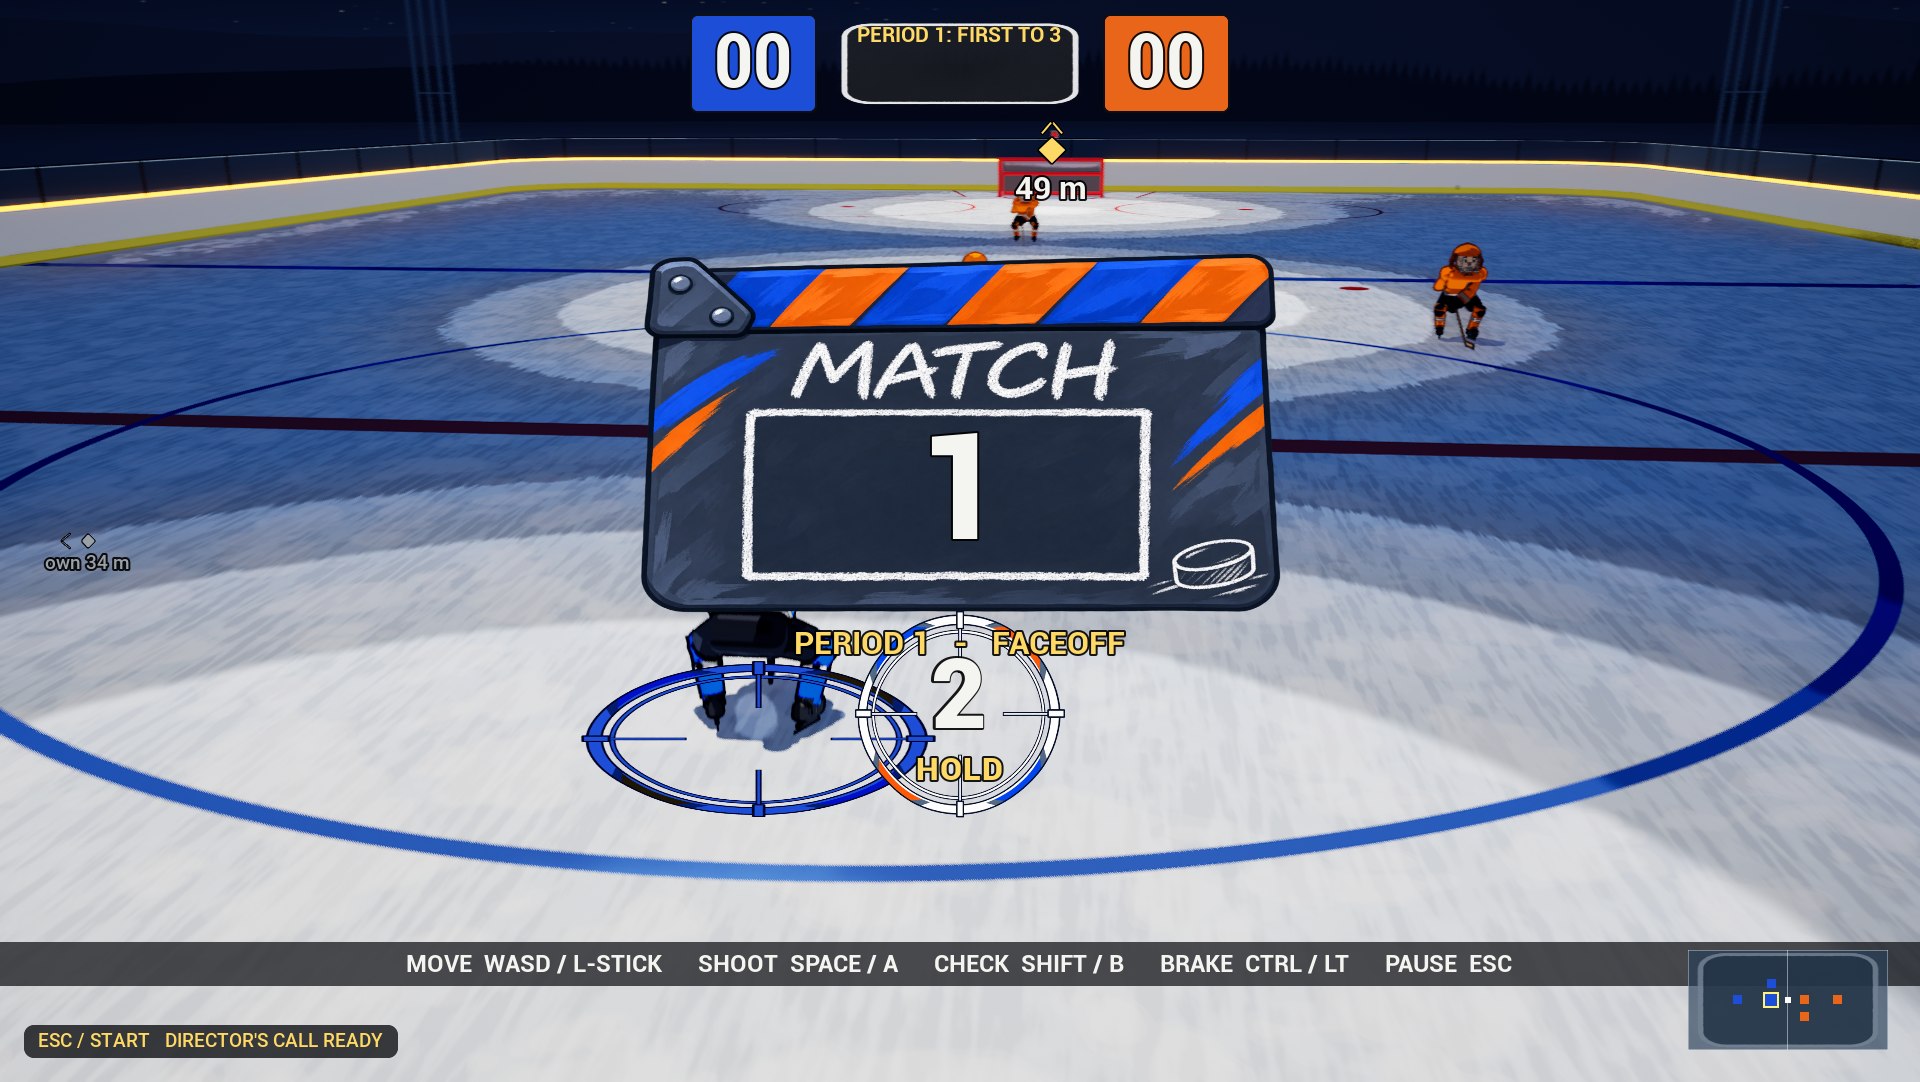 00
PERIOD 1: FIRST TO 3
00
49 m
MATCH
1
own 34 m
PERIOD 1 - FACEOFF
2
HOLD
MOVE WASD / L-STICK SHOOT SPACE / A CHECK SHIFT / B BRAKE CTRL / LT PAUSE ESC
ESC / START DIRECTOR'S CALL READY